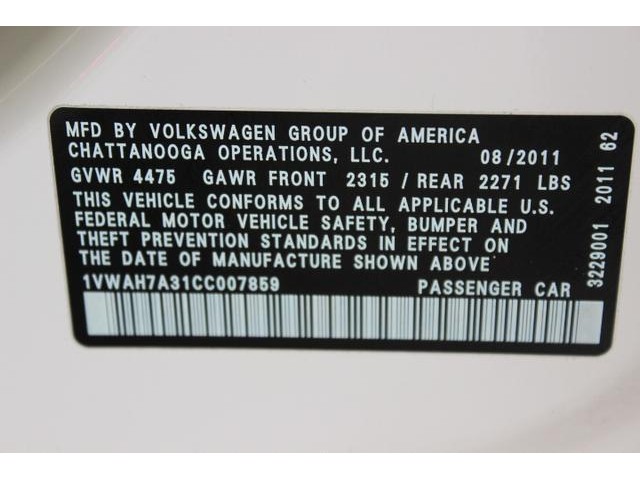 MFD BY VOLKSWAGEN GROUP OF AMERICA
CHATTANOOGA OPERATIONS, LLC. 08/2011
GVWR 4475 GAWR FRONT 2315 / REAR 2271 LBS
THIS VEHICLE CONFORMS TO ALL APPLICABLE U.S.
FEDERAL MOTOR VEHICLE SAFETY, BUMPER AND
THEFT PREVENTION STANDARDS IN EFFECT ON
THE DATE OF MANUFACTURE SHOWN ABOVE
1VWAH7A31CC007859 PASSENGER CAR
3229001 2011 62